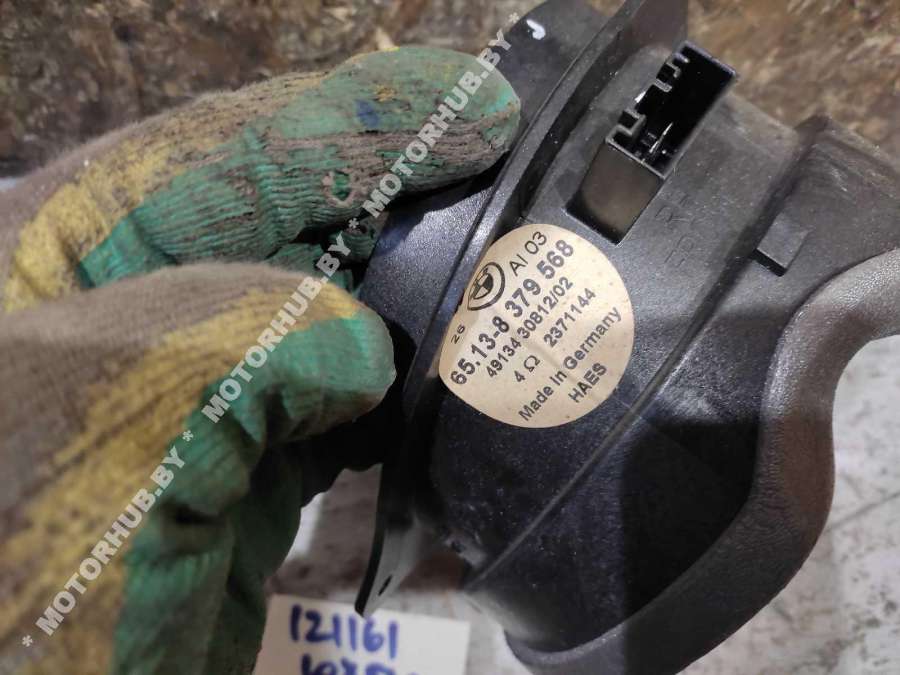 AI 03
26
65.13-8 379 568
49134 30812/02
4 Ω 2371144
Made In Germany
HAES
* MOTORHUB.BY * MOTORHUB.BY * MOTORHUB.BY * MOTORHUB.BY *
121161